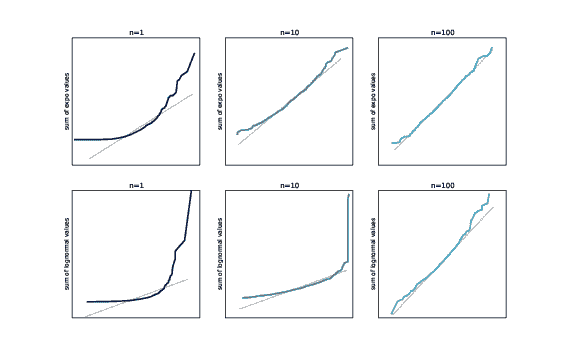 n=1
n=10
n=100
sum of expo values
sum of expo values
sum of expo values
n=1
n=10
n=100
sum of lognormal values
sum of lognormal values
sum of lognormal values